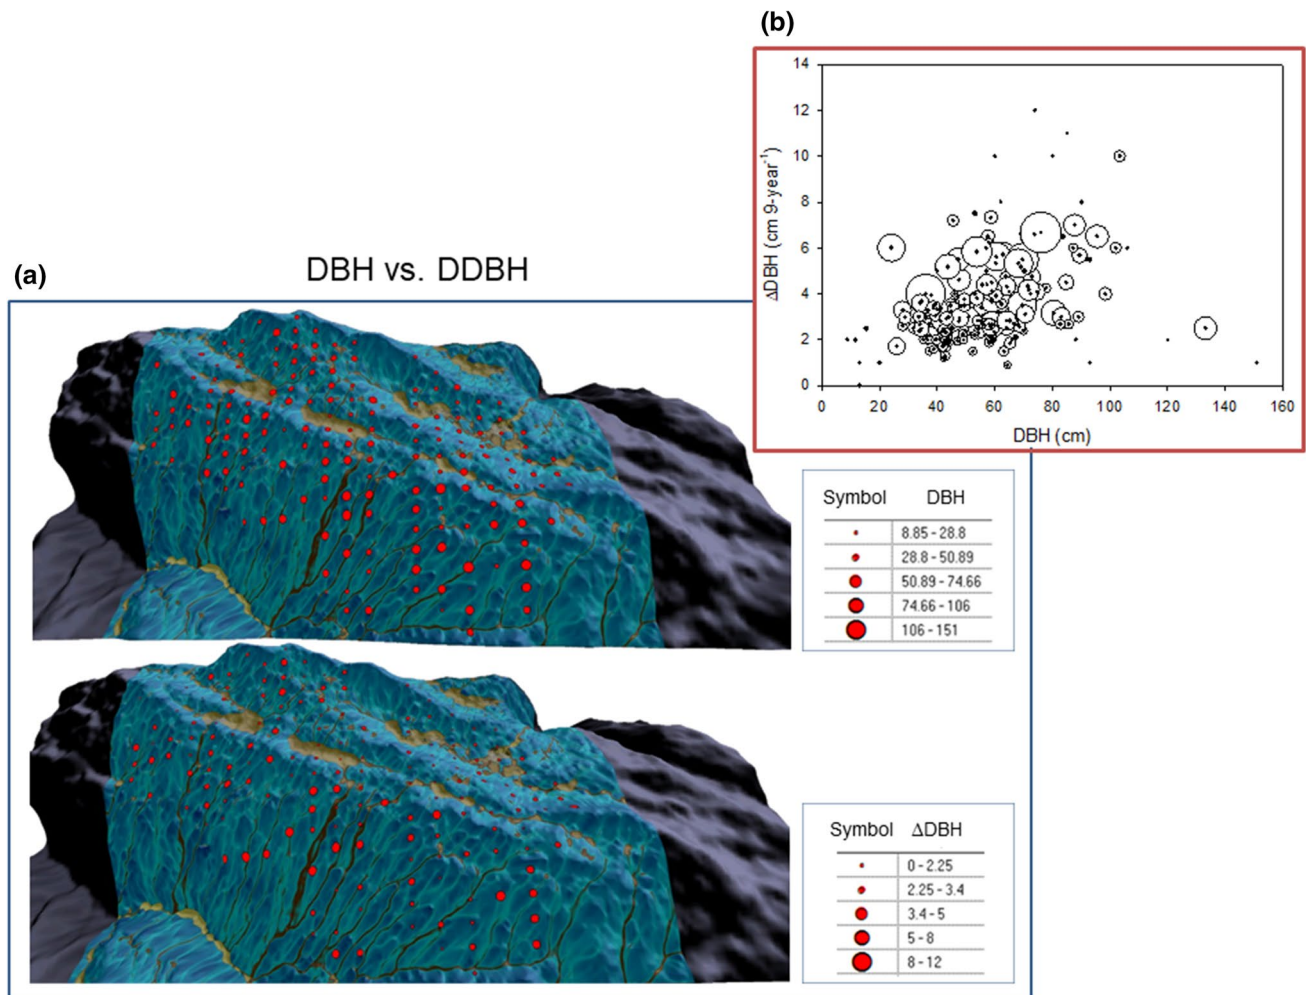 (b)
14
12
10
8
6
4
2
0
ΔDBH (cm 9-year⁻¹)
0 20 40 60 80 100 120 140 160
DBH (cm)
(a)
DBH vs. DDBH
Symbol DBH
8.85 - 28.8
28.8 - 50.89
50.89 - 74.66
74.66 - 106
106 - 151
Symbol ΔDBH
0 - 2.25
2.25 - 3.4
3.4 - 5
5 - 8
8 - 12